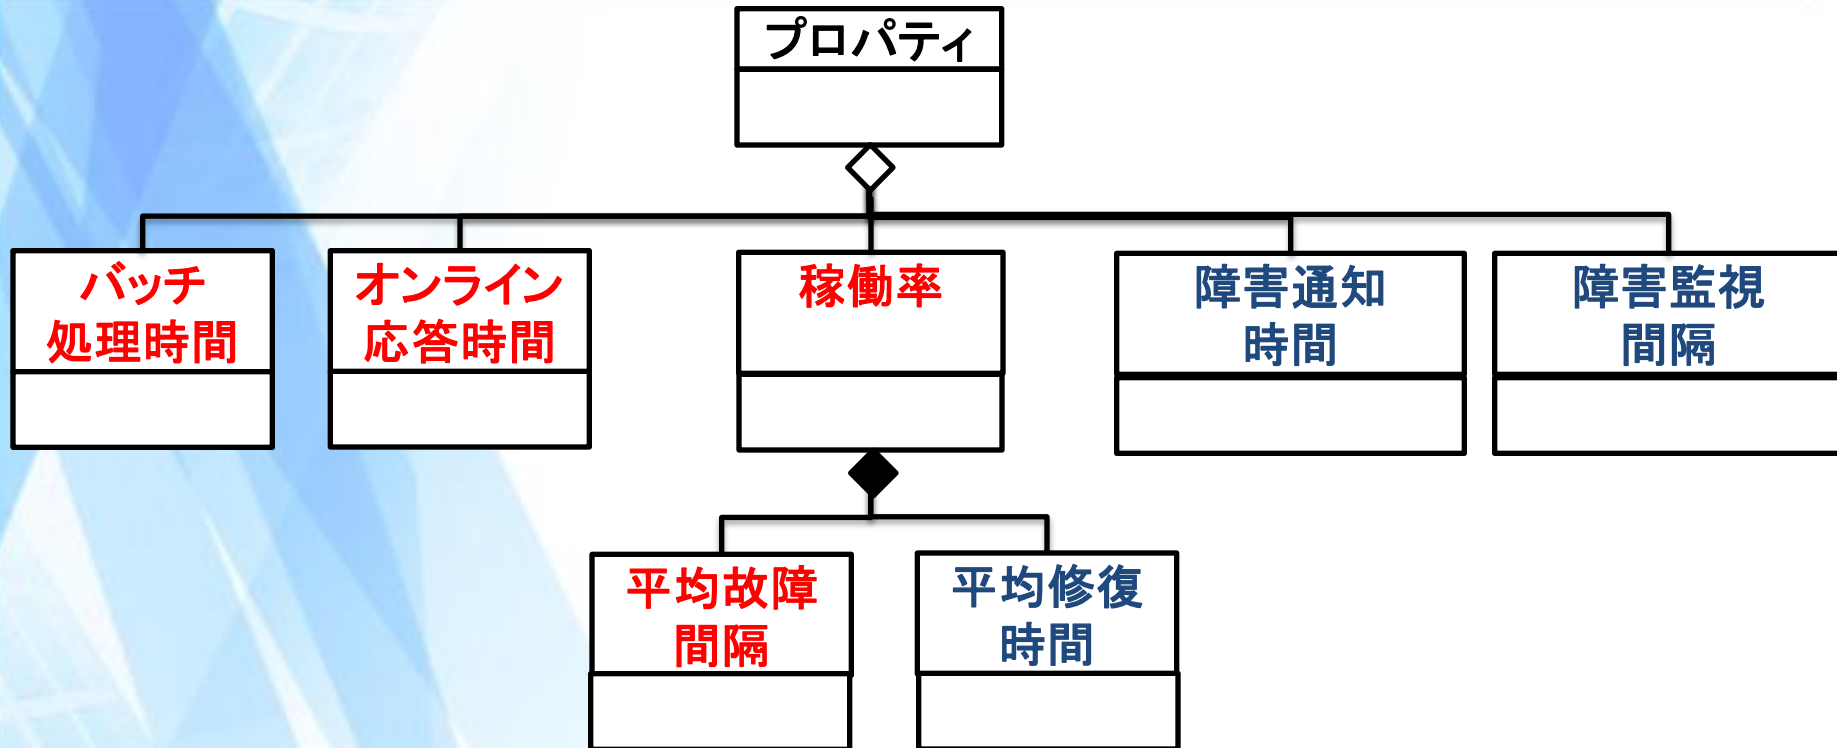 プロパティ
バッチ
処理時間
オンライン
応答時間
稼働率
障害通知
時間
障害監視
間隔
平均故障
間隔
平均修復
時間